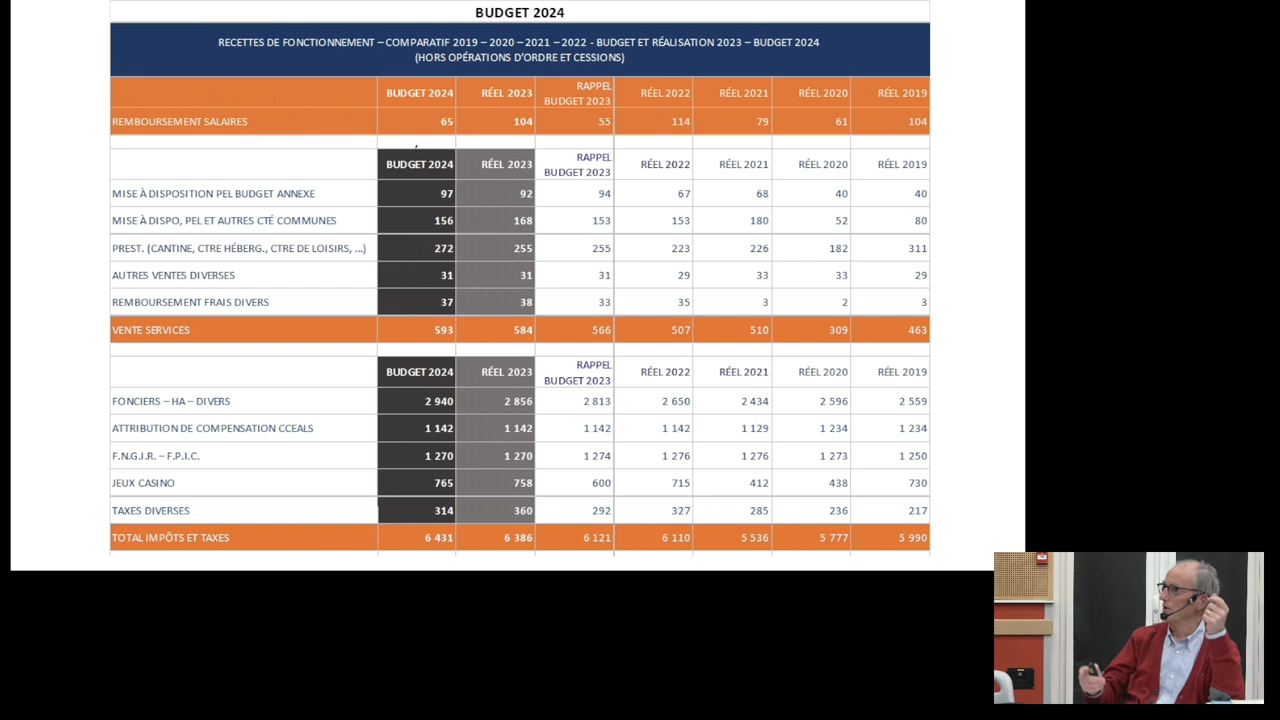 BUDGET 2024
RECETTES DE FONCTIONNEMENT – COMPARATIF 2019 – 2020 – 2021 – 2022 - BUDGET ET RÉALISATION 2023 – BUDGET 2024
(HORS OPÉRATIONS D'ORDRE ET CESSIONS)
BUDGET 2024 RÉEL 2023 RAPPEL BUDGET 2023 RÉEL 2022 RÉEL 2021 RÉEL 2020 RÉEL 2019
REMBOURSEMENT SALAIRES 65 104 55 114 79 61 104
BUDGET 2024 RÉEL 2023 RAPPEL BUDGET 2023 RÉEL 2022 RÉEL 2021 RÉEL 2020 RÉEL 2019
MISE À DISPOSITION PEL BUDGET ANNEXE 97 92 94 67 68 40 40
MISE À DISPO, PEL ET AUTRES CTÉ COMMUNES 156 168 153 153 180 52 80
PREST. (CANTINE, CTRE HÉBERG., CTRE DE LOISIRS, ...) 272 255 255 223 226 182 311
AUTRES VENTES DIVERSES 31 31 31 29 33 33 29
REMBOURSEMENT FRAIS DIVERS 37 38 33 35 3 2 3
VENTE SERVICES 593 584 566 507 510 309 463
BUDGET 2024 RÉEL 2023 RAPPEL BUDGET 2023 RÉEL 2022 RÉEL 2021 RÉEL 2020 RÉEL 2019
FONCIERS – HA – DIVERS 2 940 2 856 2 813 2 650 2 434 2 596 2 559
ATTRIBUTION DE COMPENSATION CCEALS 1 142 1 142 1 142 1 142 1 129 1 234 1 234
F.N.G.I.R. – F.P.I.C. 1 270 1 270 1 274 1 276 1 276 1 273 1 250
JEUX CASINO 765 758 600 715 412 438 730
TAXES DIVERSES 314 360 292 327 285 236 217
TOTAL IMPÔTS ET TAXES 6 431 6 386 6 121 6 110 5 536 5 777 5 990